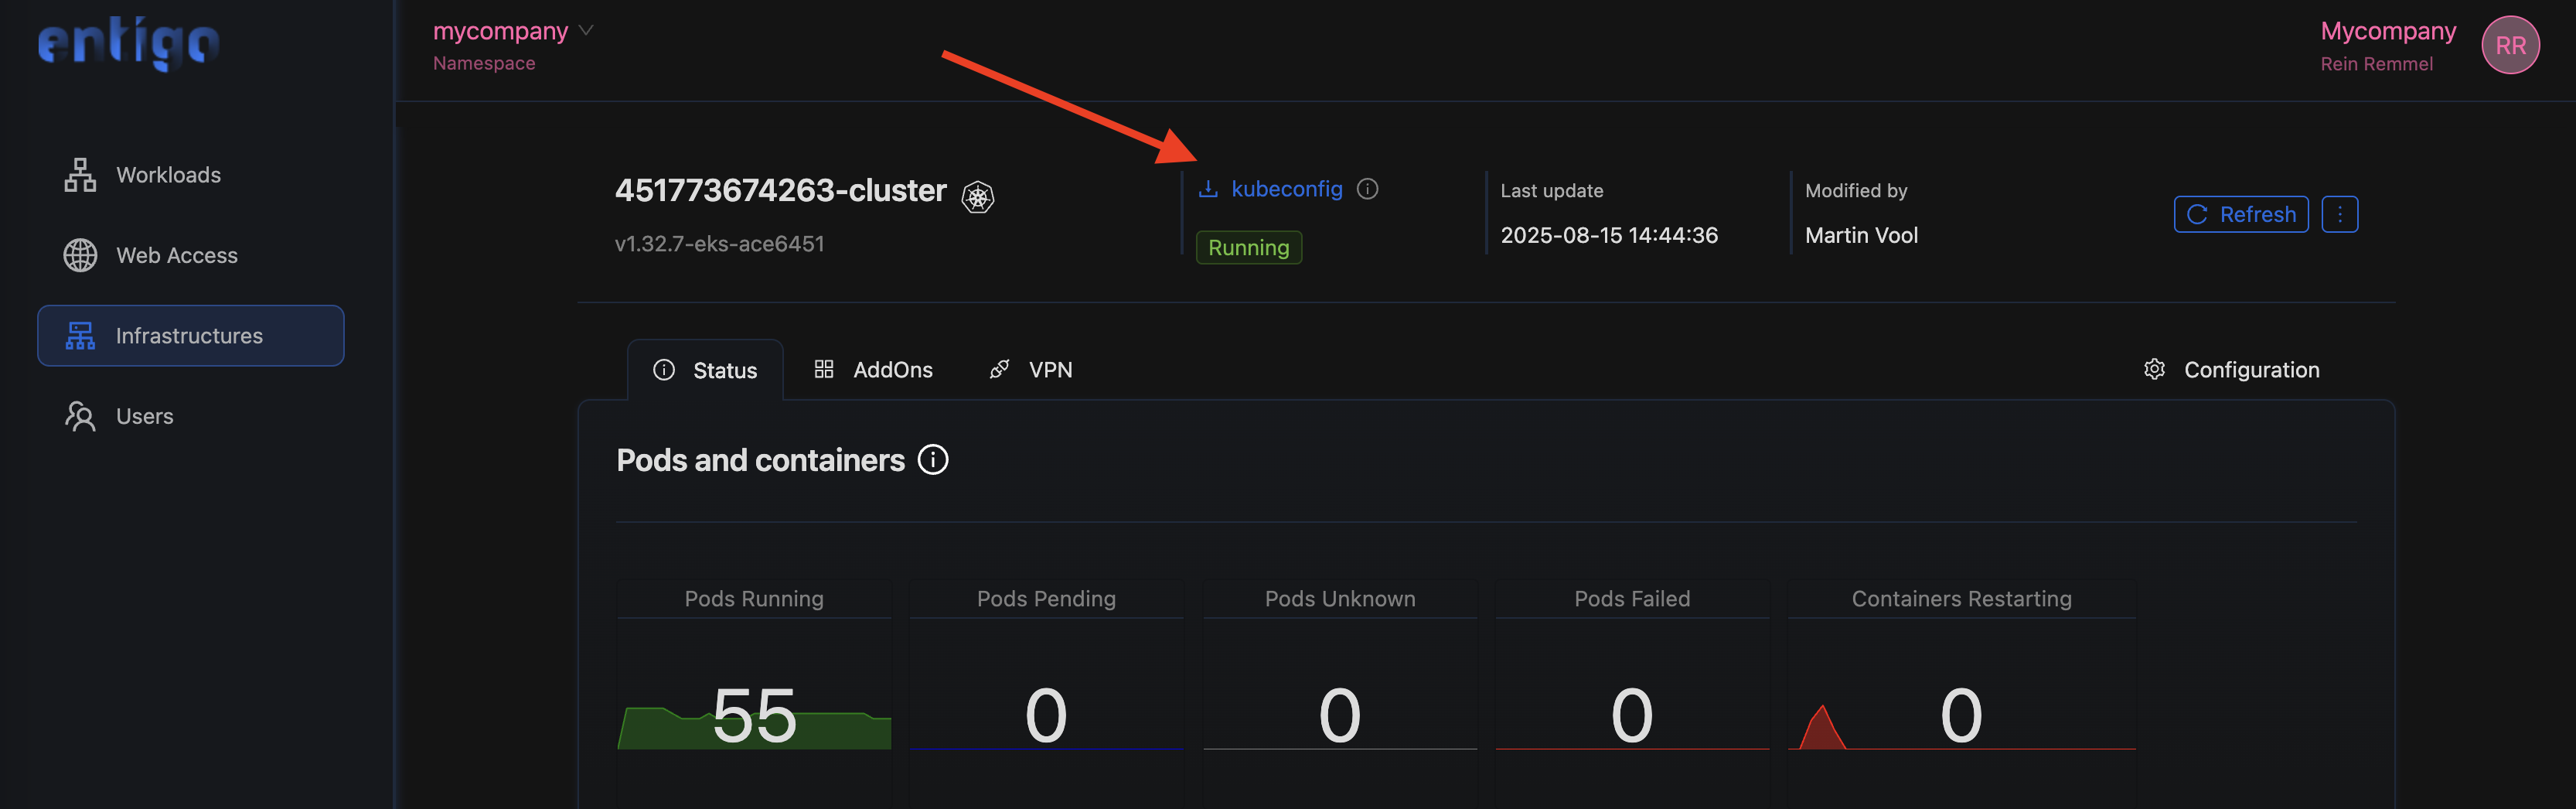 entigo
mycompany
Namespace
Mycompany
Rein Remmel
RR
Workloads
Web Access
Infrastructures
Users
451773674263-cluster
v1.32.7-eks-ace6451
kubeconfig
Running
Last update
2025-08-15 14:44:36
Modified by
Martin Vool
Refresh
Status
AddOns
VPN
Configuration
Pods and containers
Pods Running
55
Pods Pending
0
Pods Unknown
0
Pods Failed
0
Containers Restarting
0